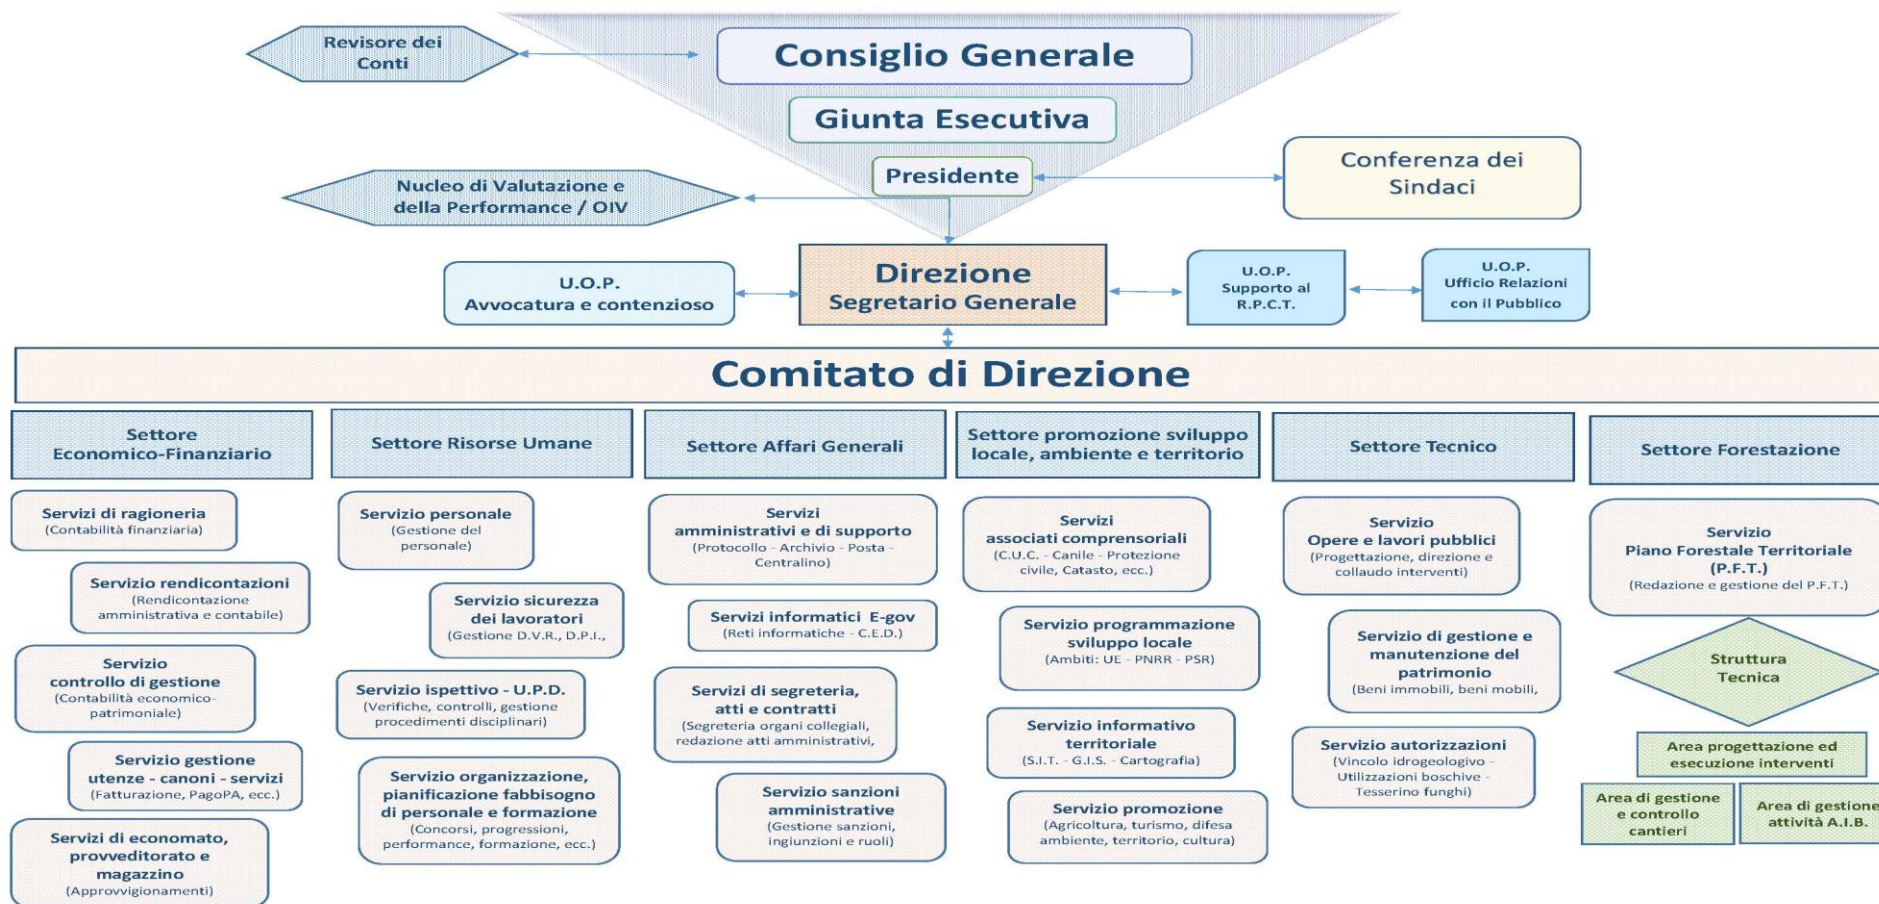 Revisore dei
Conti
Consiglio Generale
Giunta Esecutiva
Presidente
Conferenza dei
Sindaci
Nucleo di Valutazione e
della Performance / OIV
U.O.P.
Avvocatura e contenzioso
Direzione
Segretario Generale
U.O.P.
Supporto al
R.P.C.T.
U.O.P.
Ufficio Relazioni
con il Pubblico
Comitato di Direzione
Settore
Economico-Finanziario
Servizi di ragioneria
(Contabilità finanziaria)
Servizio rendicontazioni
(Rendicontazione
amministrativa e contabile)
Servizio
controllo di gestione
(Contabilità economico-
patrimoniale)
Servizio gestione
utenze - canoni - servizi
(Fatturazione, PagoPA, ecc.)
Servizi di economato,
provveditorato e
magazzino
(Approvvigionamenti)
Settore Risorse Umane
Servizio personale
(Gestione del
personale)
Servizio sicurezza
dei lavoratori
(Gestione D.V.R., D.P.I.,
Servizio ispettivo - U.P.D.
(Verifiche, controlli, gestione
procedimenti disciplinari)
Servizio organizzazione,
pianificazione fabbisogno
di personale e formazione
(Concorsi, progressioni,
performance, formazione, ecc.)
Settore Affari Generali
Servizi
amministrativi e di supporto
(Protocollo - Archivio - Posta -
Centralino)
Servizi informatici E-gov
(Reti informatiche - C.E.D.)
Servizi di segreteria,
atti e contratti
(Segreteria organi collegiali,
redazione atti amministrativi,
Servizio sanzioni
amministrative
(Gestione sanzioni,
ingiunzioni e ruoli)
Settore promozione sviluppo
locale, ambiente e territorio
Servizi
associati comprensoriali
(C.U.C. - Canile - Protezione
civile, Catasto, ecc.)
Servizio programmazione
sviluppo locale
(Ambiti: UE - PNRR - PSR)
Servizio informativo
territoriale
(S.I.T. - G.I.S. - Cartografia)
Servizio promozione
(Agricoltura, turismo, difesa
ambiente, territorio, cultura)
Settore Tecnico
Servizio
Opere e lavori pubblici
(Progettazione, direzione e
collaudo interventi)
Servizio di gestione e
manutenzione del
patrimonio
(Beni immobili, beni mobili,
Servizio autorizzazioni
(Vincolo idrogeologico -
Utilizzazioni boschive -
Tesserino funghi)
Settore Forestazione
Servizio
Piano Forestale Territoriale
(P.F.T.)
(Redazione e gestione del P.F.T.)
Struttura
Tecnica
Area progettazione ed
esecuzione interventi
Area di gestione
e controllo
cantieri
Area di gestione
attività A.I.B.